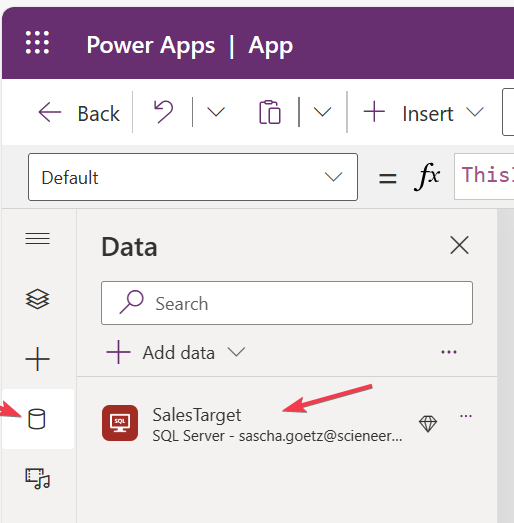 Power Apps | App
Back
Insert
Default
= fx
Data
Search
Add data
SQL
SalesTarget
SQL Server - sascha.goetz@scieneer...